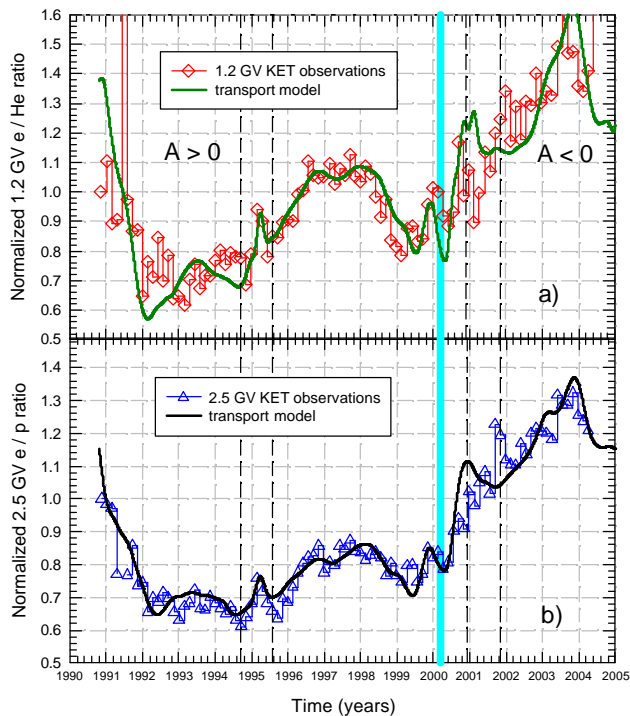 1.6
1.5
1.4
1.3
1.2
1.1
1.0
0.9
0.8
0.7
0.6
0.5
Normalized 1.2 GV e / He ratio
1.2 GV KET observations
transport model
A > 0
A < 0
a)
1.4
1.3
1.2
1.1
1.0
0.9
0.8
0.7
0.6
0.5
Normalized 2.5 GV e / p ratio
2.5 GV KET observations
transport model
b)
1990 1991 1992 1993 1994 1995 1996 1997 1998 1999 2000 2001 2002 2003 2004 2005
Time (years)